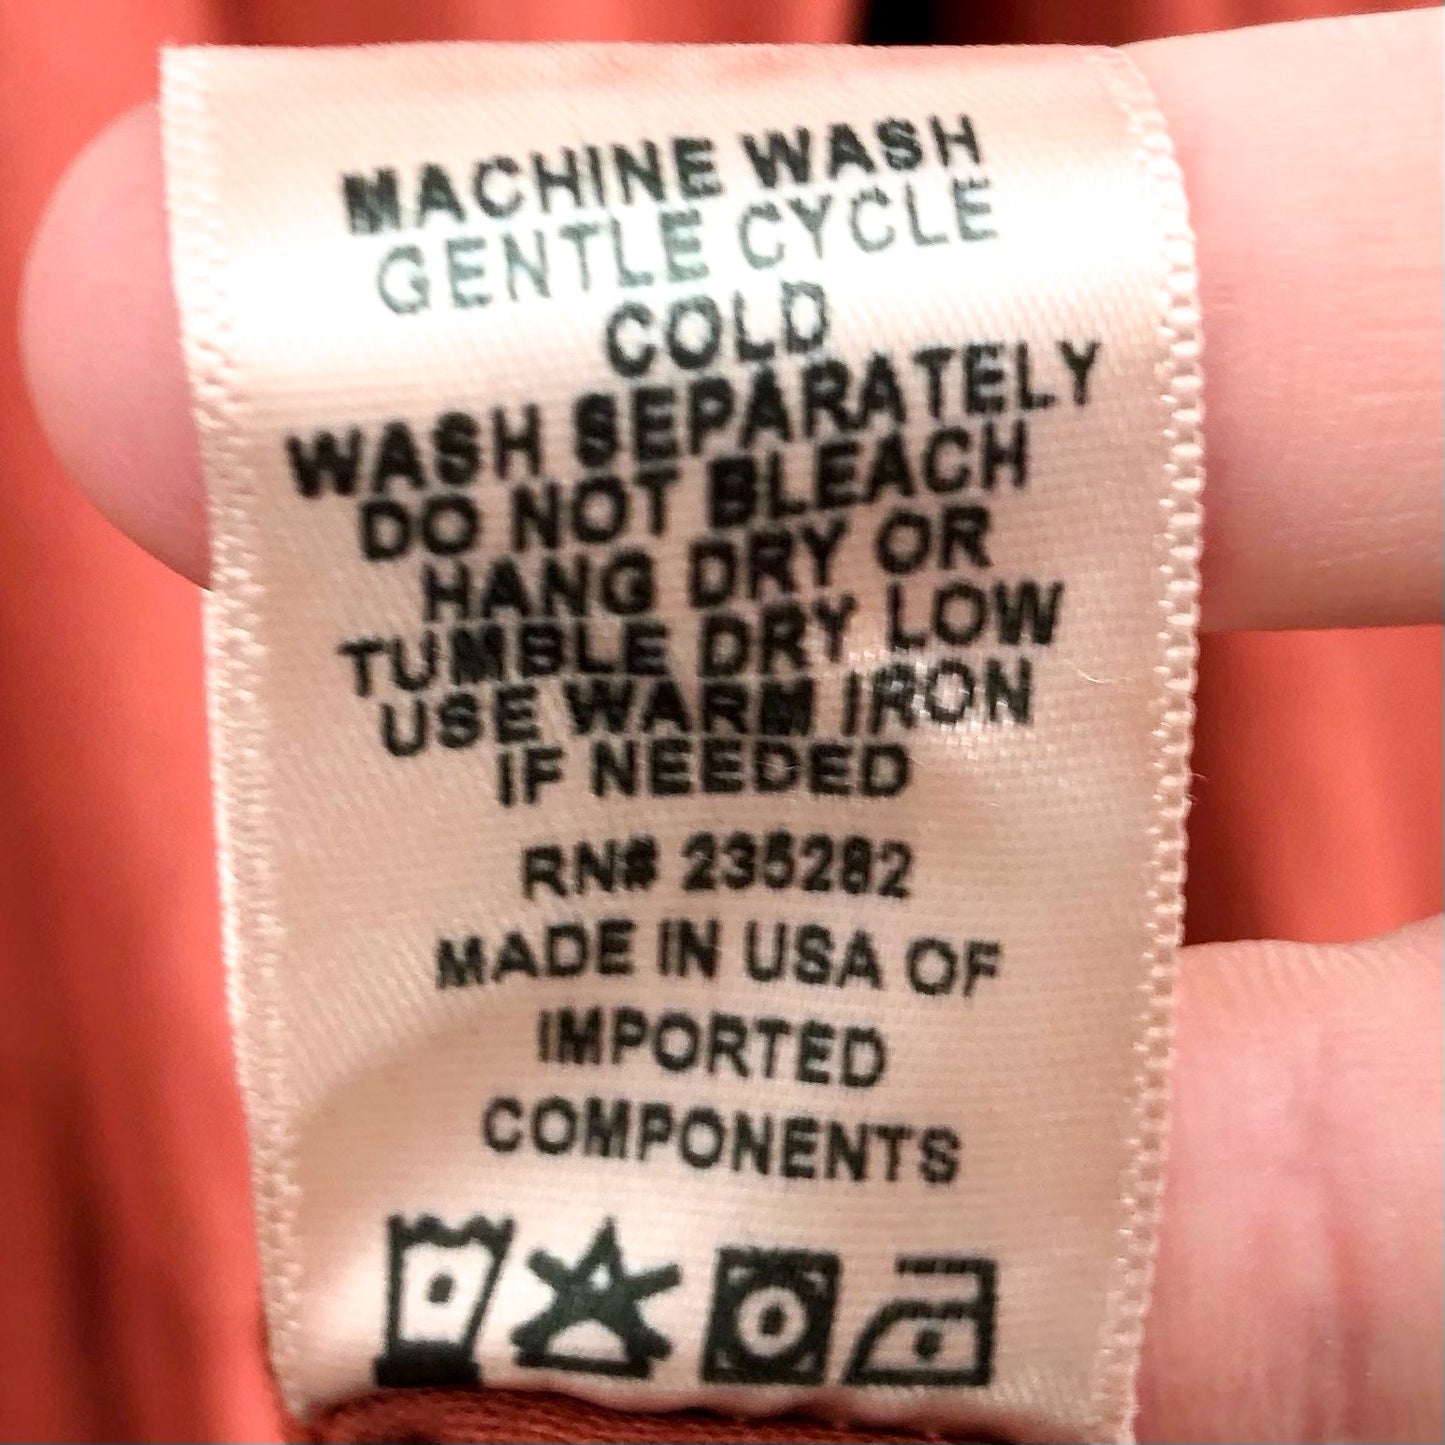 MACHINE WASH
GENTLE CYCLE
COLD
WASH SEPARATELY
DO NOT BLEACH
HANG DRY OR
TUMBLE DRY LOW
USE WARM IRON
IF NEEDED
RN# 235282
MADE IN USA OF
IMPORTED
COMPONENTS